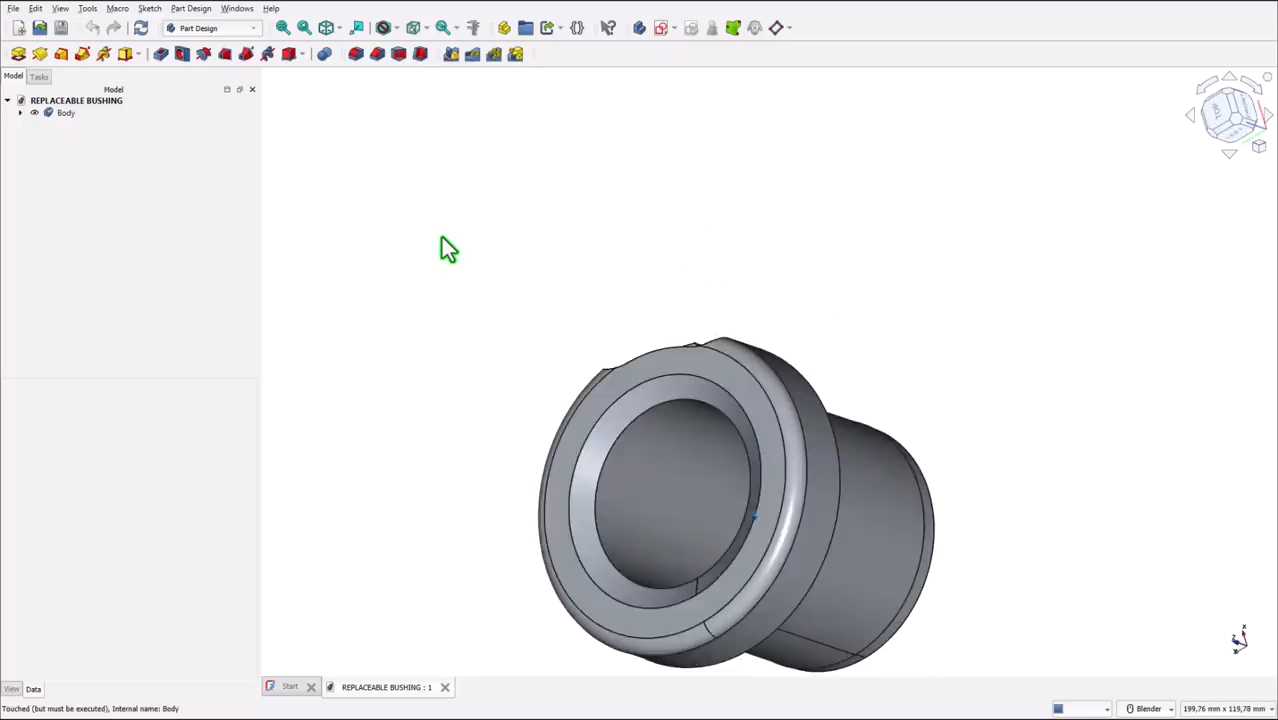 File Edit View Tools Macro Sketch Part Design Windows Help
Part Design
Model Tasks
Model
REPLACEABLE BUSHING
Body
TOP
View Data
Start REPLACEABLE BUSHING : 1
Touched (but must be executed), Internal name: Body
Blender 199,76 mm x 119,78 mm